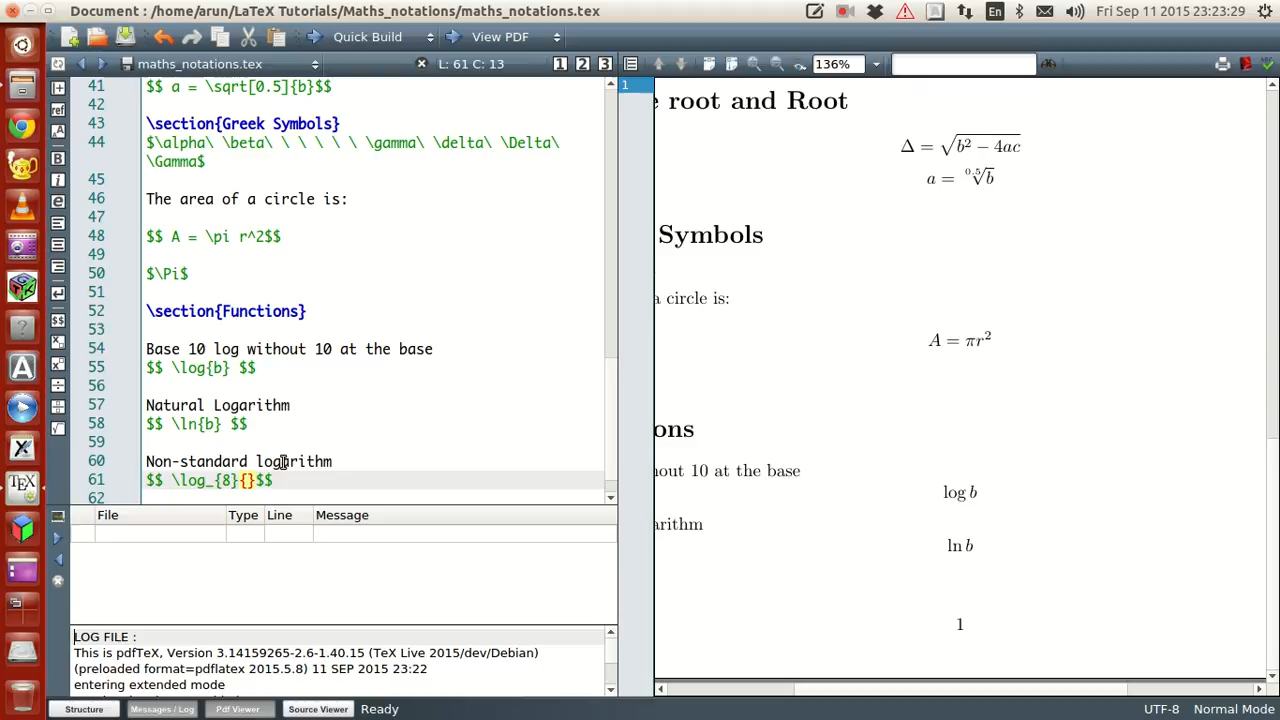 Document : /home/arun/LaTeX Tutorials/Maths_notations/maths_notations.tex
En
Fri Sep 11 2015 23:23:29
Quick Build
View PDF
maths_notations.tex
L: 61 C: 13
1 2 3
136%
41 $$ a = \sqrt[0.5]{b}$$
42
43 \section{Greek Symbols}
44 $\alpha\ \beta\ \ \ \ \ \ \gamma\ \delta\ \Delta\
\Gamma$
45
46 The area of a circle is:
47
48 $$ A = \pi r^2$$
49
50 $\Pi$
51
52 \section{Functions}
53
54 Base 10 log without 10 at the base
55 $$ \log{b} $$
56
57 Natural Logarithm
58 $$ \ln{b} $$
59
60 Non-standard logarithm
61 $$ \log_{8}{}$$
62
1
e root and Root
Δ = √b² − 4ac
a = ⁰·⁵√b
Symbols
a circle is:
A = πr²
ons
hout 10 at the base
log b
arithm
ln b
1
File Type Line Message
LOG FILE :
This is pdfTeX, Version 3.14159265-2.6-1.40.15 (TeX Live 2015/dev/Debian)
(preloaded format=pdflatex 2015.5.8) 11 SEP 2015 23:22
entering extended mode
Structure
Messages / Log
Pdf Viewer
Source Viewer
Ready
UTF-8
Normal Mode